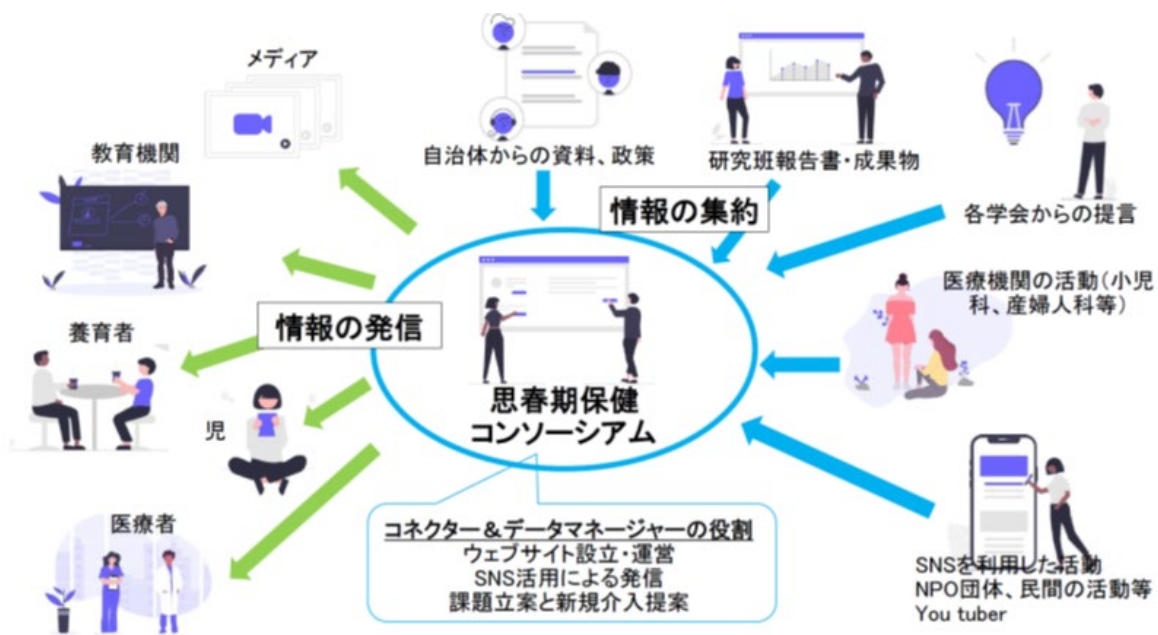 メディア
教育機関
自治体からの資料、政策
研究班報告書・成果物
情報の集約
各学会からの提言
医療機関の活動(小児
科、産婦人科等)
養育者
情報の発信
思春期保健
コンソーシアム
児
医療者
コネクター&データマネージャーの役割
ウェブサイト設立・運営
SNS活用による発信
課題立案と新規介入提案
SNSを利用した活動
NPO団体、民間の活動等
You tuber